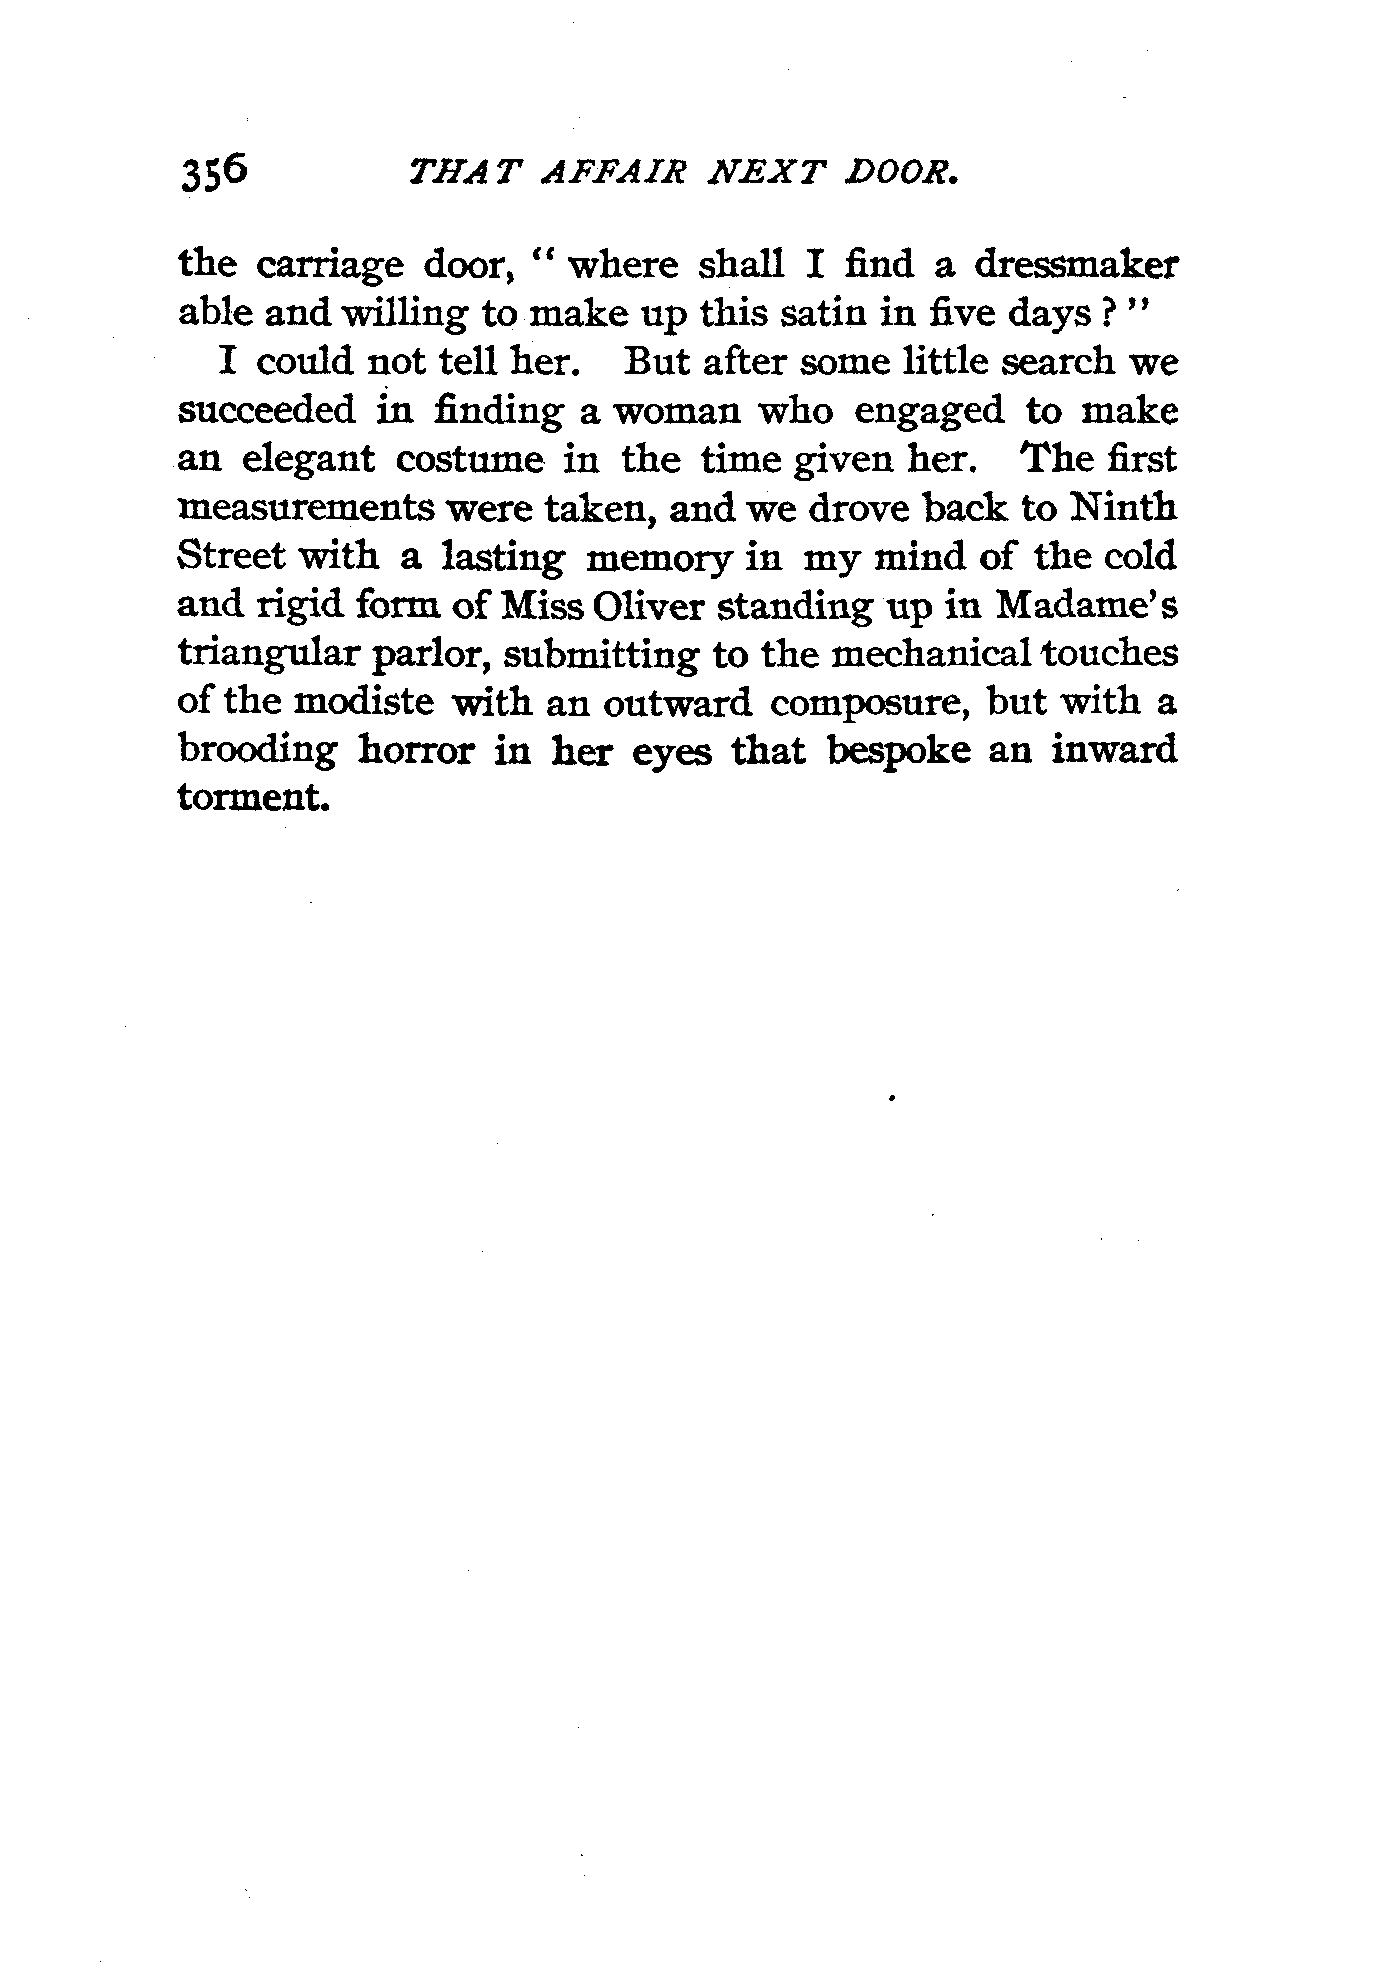 356 THAT AFFAIR NEXT DOOR.
the carriage door, “ where shall I find a dressmaker
able and willing to make up this satin in five days ? ”
I could not tell her. But after some little search we
succeeded in finding a woman who engaged to make
an elegant costume in the time given her. The first
measurements were taken, and we drove back to Ninth
Street with a lasting memory in my mind of the cold
and rigid form of Miss Oliver standing up in Madame’s
triangular parlor, submitting to the mechanical touches
of the modiste with an outward composure, but with a
brooding horror in her eyes that bespoke an inward
torment.